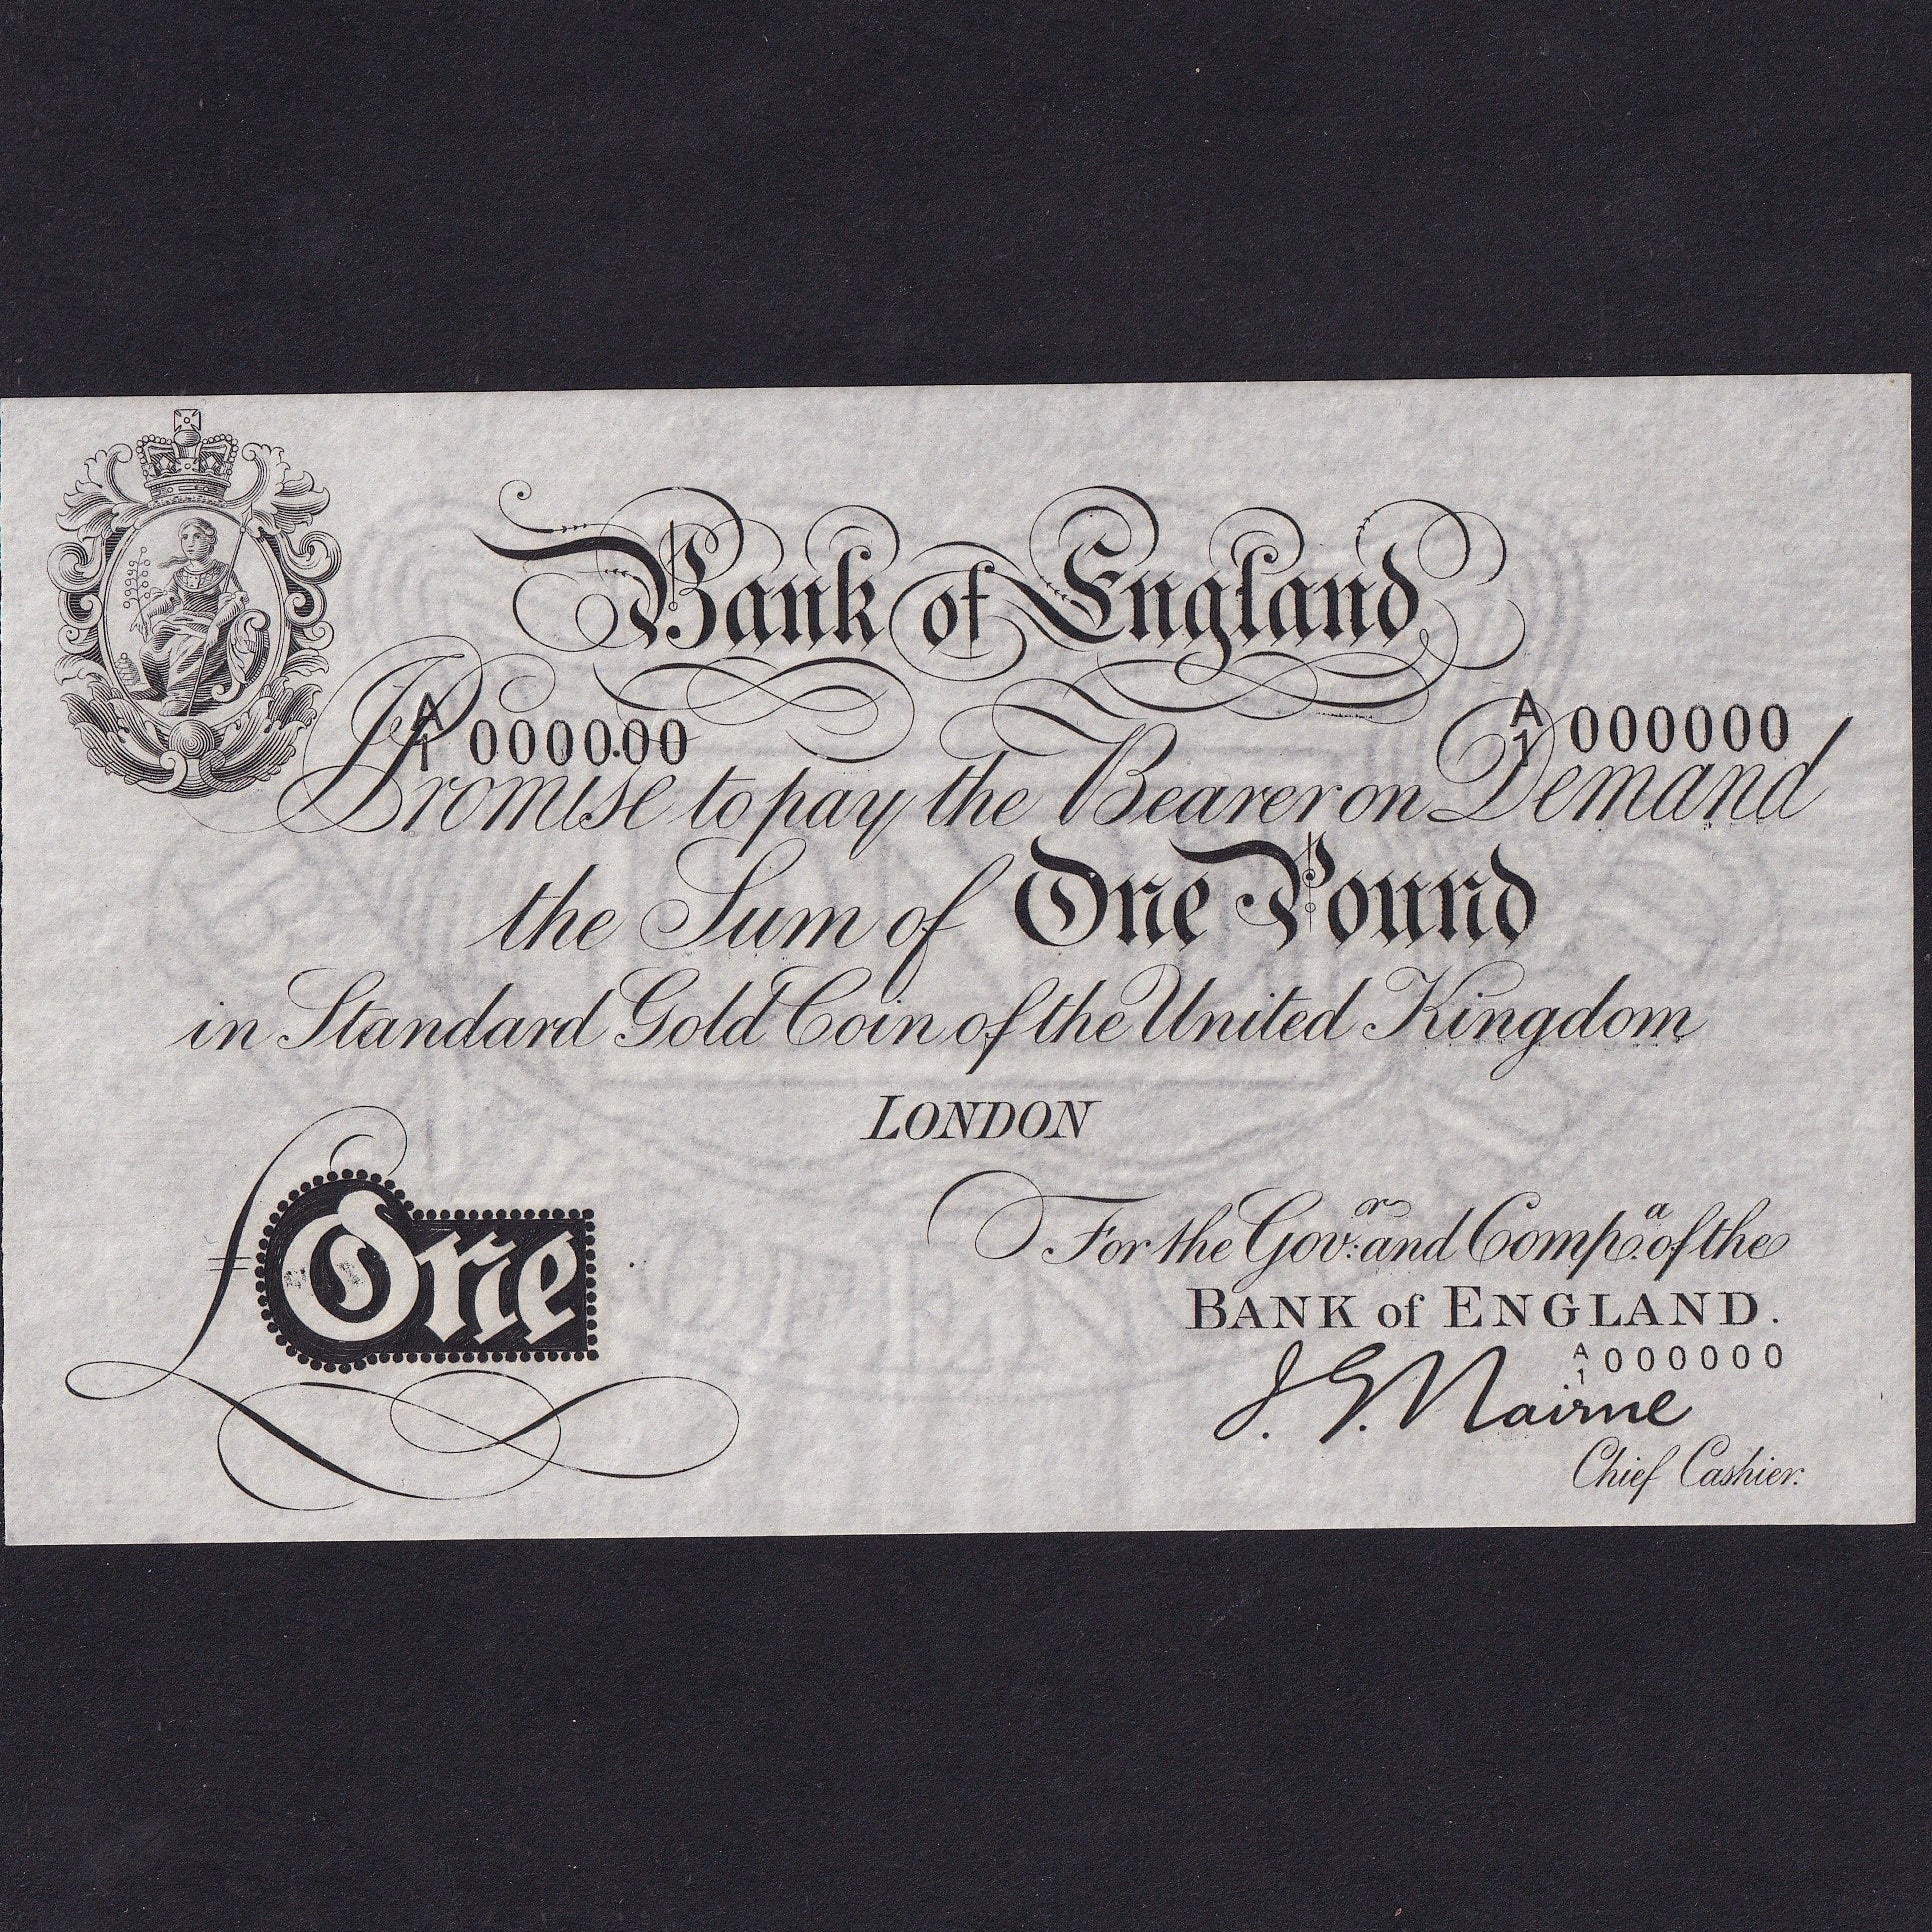 Bank of England
A/1 000000 A/1 000000
I Promise to pay the Bearer on Demand
the Sum of One Pound
in Standard Gold Coin of the United Kingdom
LONDON
For the Gov.r and Comp.a of the
BANK of ENGLAND.
A/1 000000
£One
J. G. Nairne
Chief Cashier.